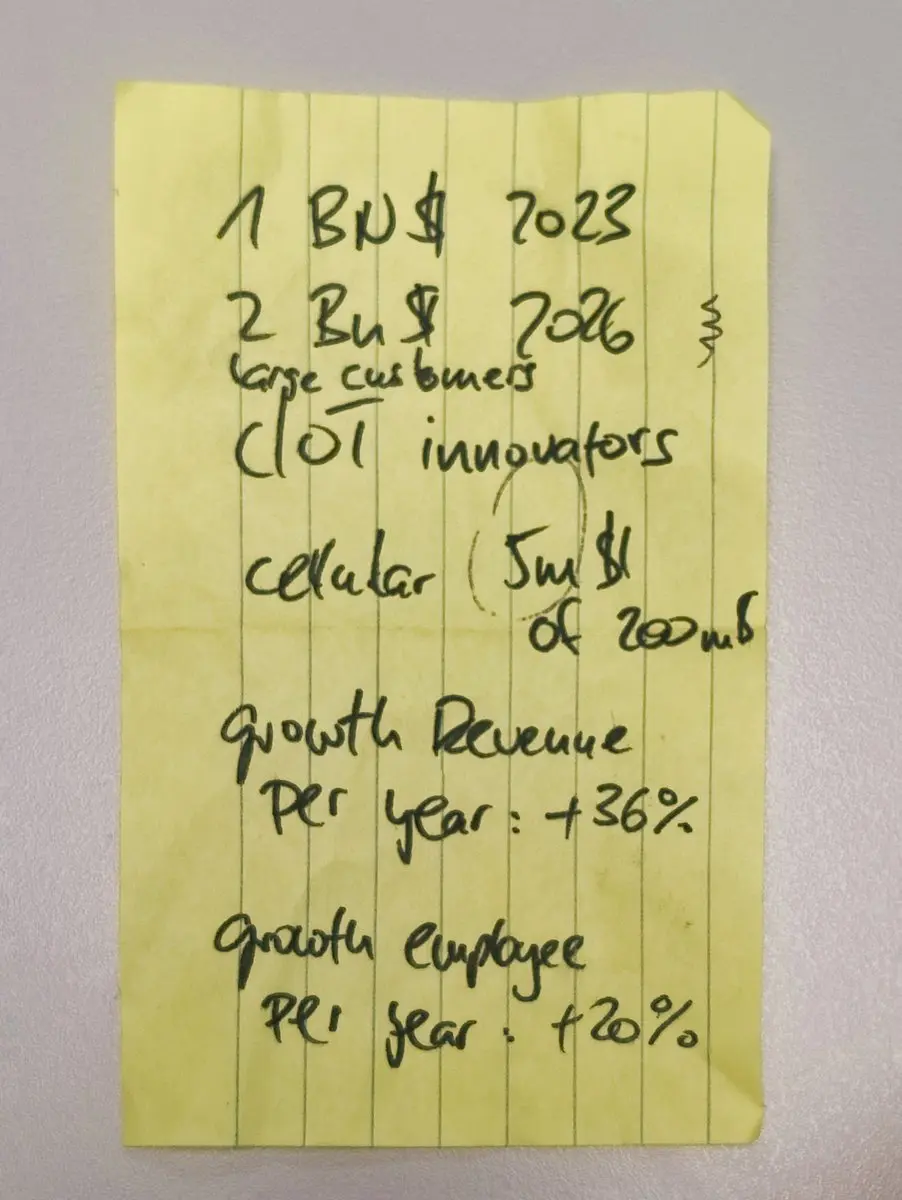 1 BN $ 2023
2 Bn $ 2026
large customers
CIOT innovators
cellular 5m $
of 200m$
growth Revenue
per year: +36%
growth employee
per year: +20%